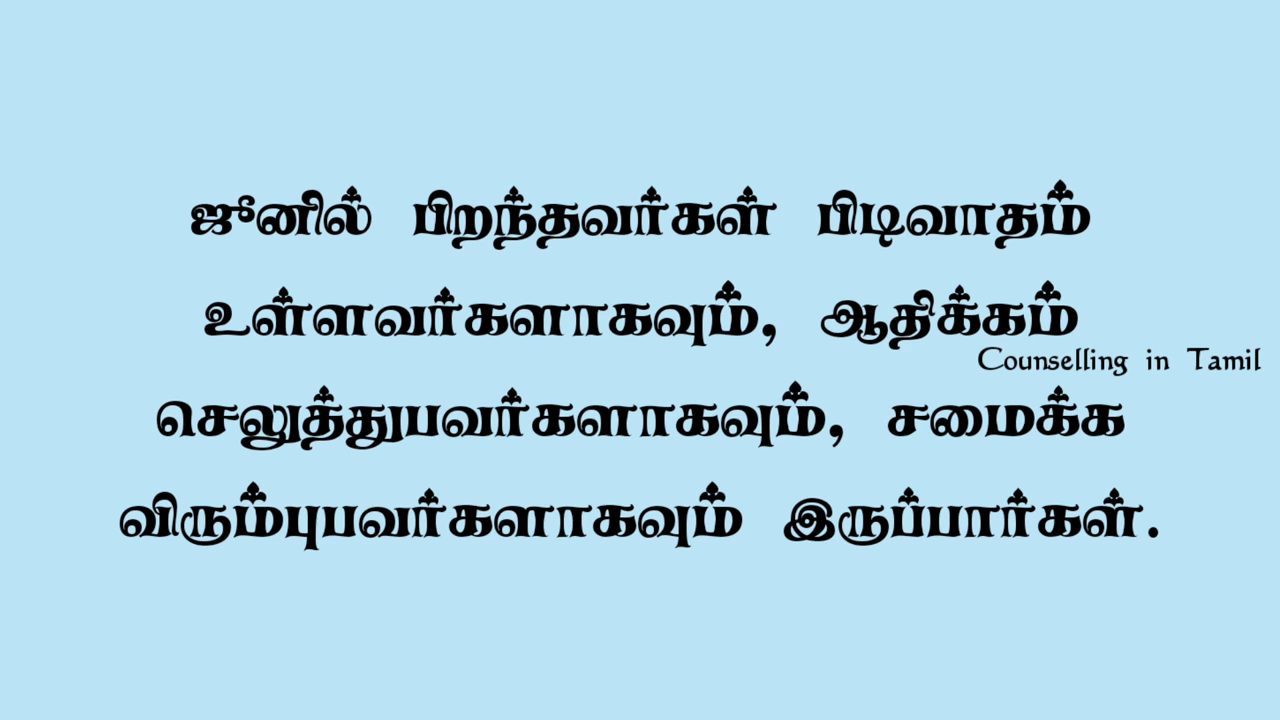 ஜூனில் பிறந்தவர்கள் பிடிவாதம்
உள்ளவர்களாகவும், ஆதிக்கம்
Counselling in Tamil
செலுத்துபவர்களாகவும், சமைக்க
விரும்புபவர்களாகவும் இருப்பார்கள்.